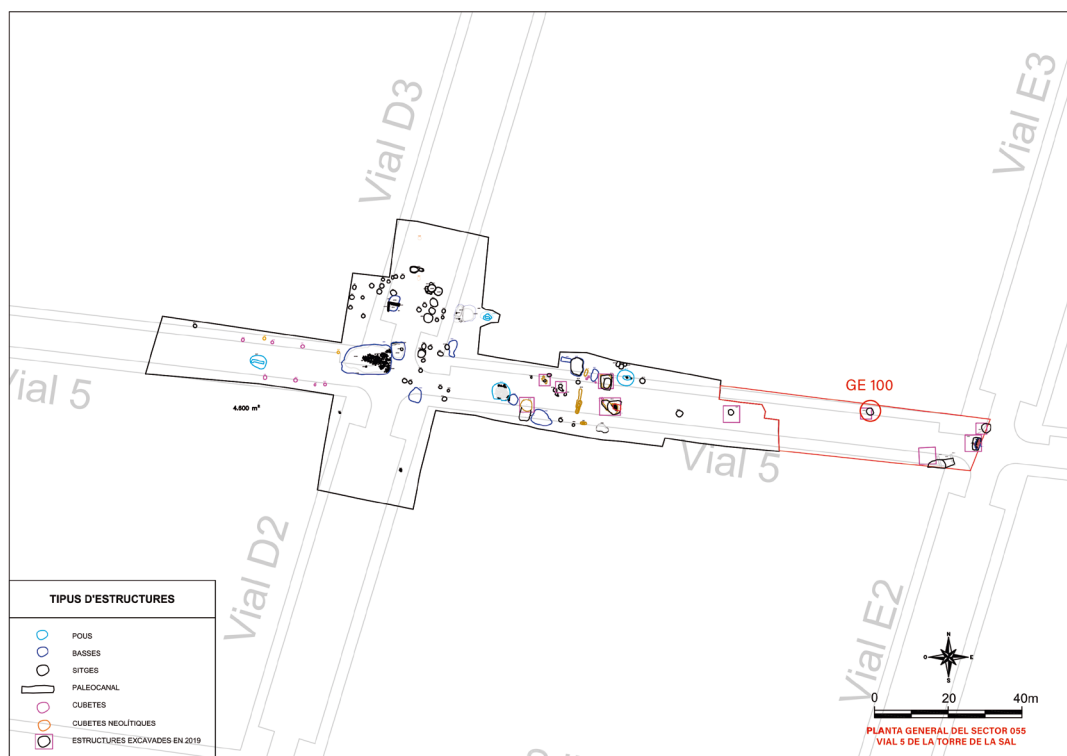 Vial D3
Vial E3
GE 100
Vial 5
4.600 m²
Vial 5
Vial D2
Vial E2
TIPUS D'ESTRUCTURES
POUS
BASSES
SITGES
PALEOCANAL
CUBETES
CUBETES NEOLÍTIQUES
ESTRUCTURES EXCAVADES EN 2019
N
O
E
S
0 20 40m
PLANTA GENERAL DEL SECTOR 055
VIAL 5 DE LA TORRE DE LA SAL